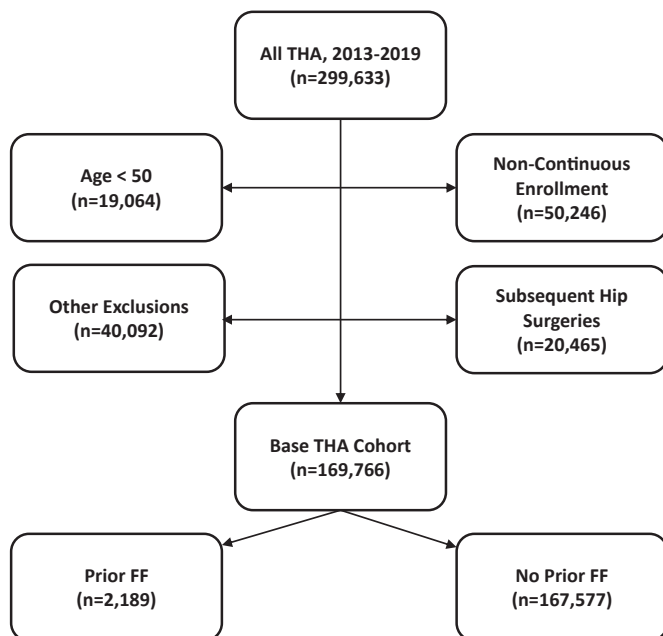 All THA, 2013-2019
(n=299,633)
Age < 50
(n=19,064)
Non-Continuous
Enrollment
(n=50,246)
Other Exclusions
(n=40,092)
Subsequent Hip
Surgeries
(n=20,465)
Base THA Cohort
(n=169,766)
Prior FF
(n=2,189)
No Prior FF
(n=167,577)